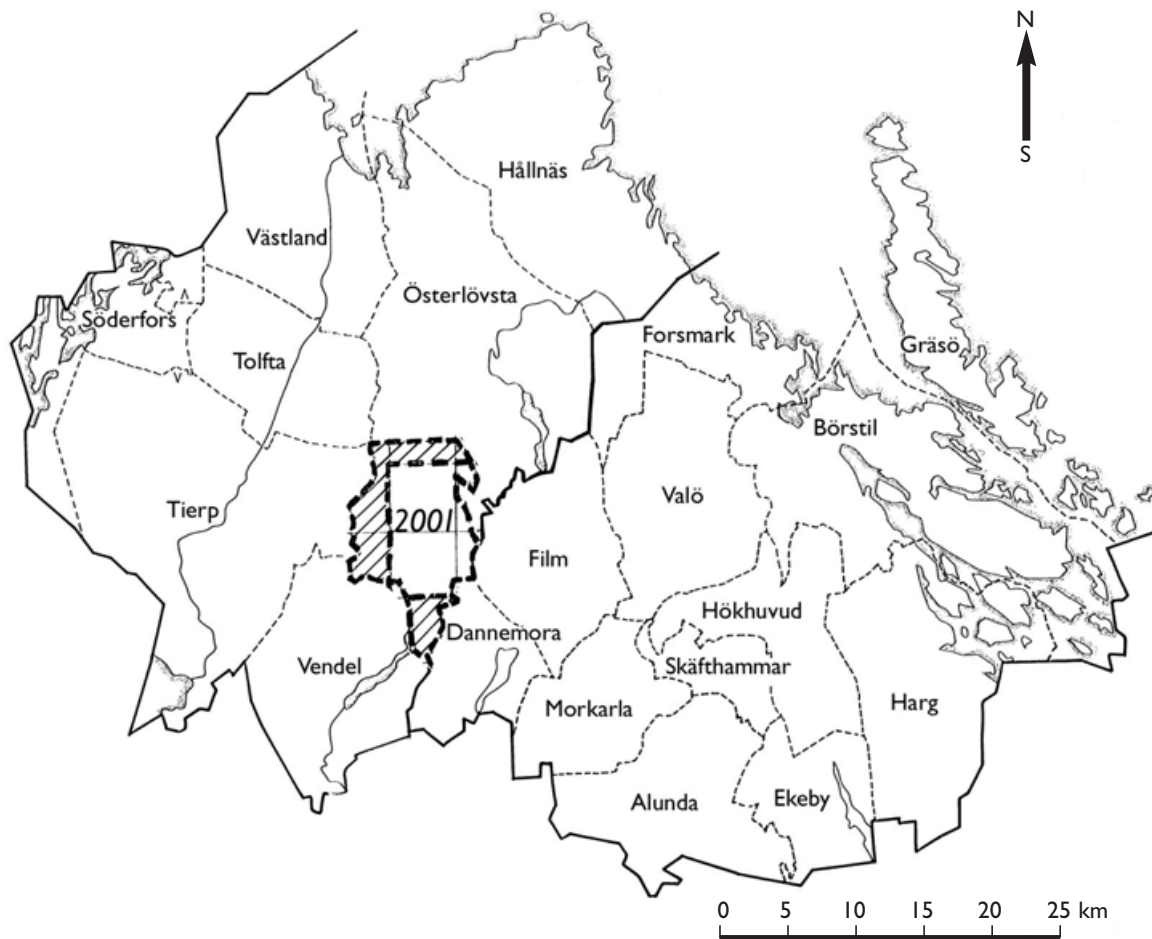 N
S
Hållnäs
Västland
Österlövsta
Söderfors
Forsmark
Gräsö
Tolfta
Börstil
Valö
Tierp
2001
Film
Hökhuvud
Dannemora
Vendel
Skäfthammar
Morkarla
Harg
Alunda
Ekeby
0 5 10 15 20 25 km